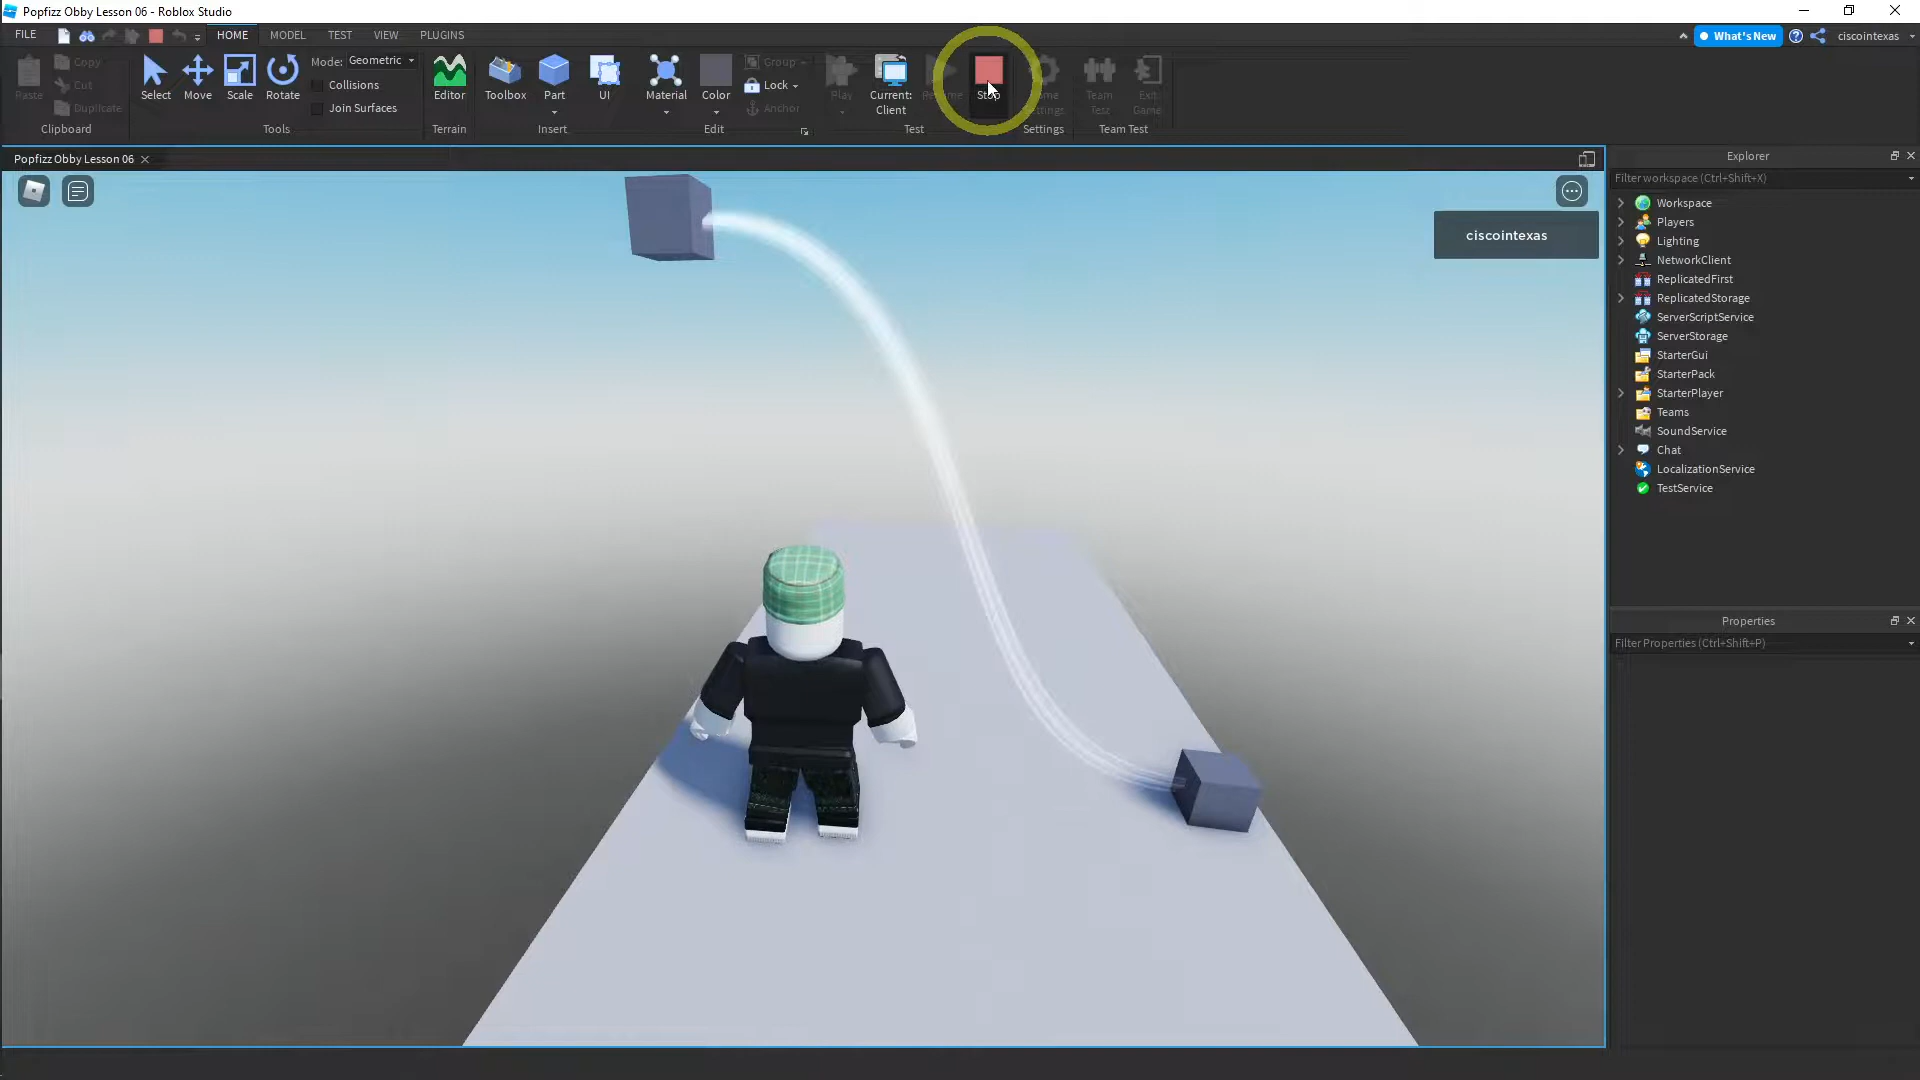 Popfizz Obby Lesson 06 - Roblox Studio
FILE
HOME
MODEL
TEST
VIEW
PLUGINS
What's New
ciscointexas
Paste
Copy
Cut
Duplicate
Clipboard
Select
Move
Scale
Rotate
Mode:
Geometric
Collisions
Join Surfaces
Tools
Editor
Terrain
Toolbox
Part
UI
Insert
Material
Color
Group
Lock
Anchor
Edit
Play
Current:
Client
Resume
Stop
Test
Settings
Settings
Team
Test
Exit
Game
Team Test
Popfizz Obby Lesson 06
ciscointexas
Explorer
Filter workspace (Ctrl+Shift+X)
Workspace
Players
Lighting
NetworkClient
ReplicatedFirst
ReplicatedStorage
ServerScriptService
ServerStorage
StarterGui
StarterPack
StarterPlayer
Teams
SoundService
Chat
LocalizationService
TestService
Properties
Filter Properties (Ctrl+Shift+P)